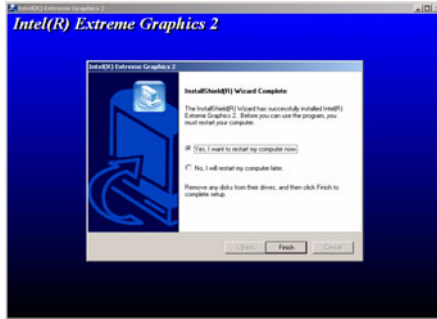 Intel(R) Extreme Graphics 2
Intel(R) Extreme Graphics 2
Intel(R) Extreme Graphics 2
InstallShield(R) Wizard Complete
The InstallShield(R) Wizard has successfully installed Intel(R)
Extreme Graphics 2. Before you can use the program, you
must restart your computer.
Yes, I want to restart my computer now.
No, I will restart my computer later.
Remove any disks from their drives, and then click Finish to
complete setup.
< Back
Finish
Cancel